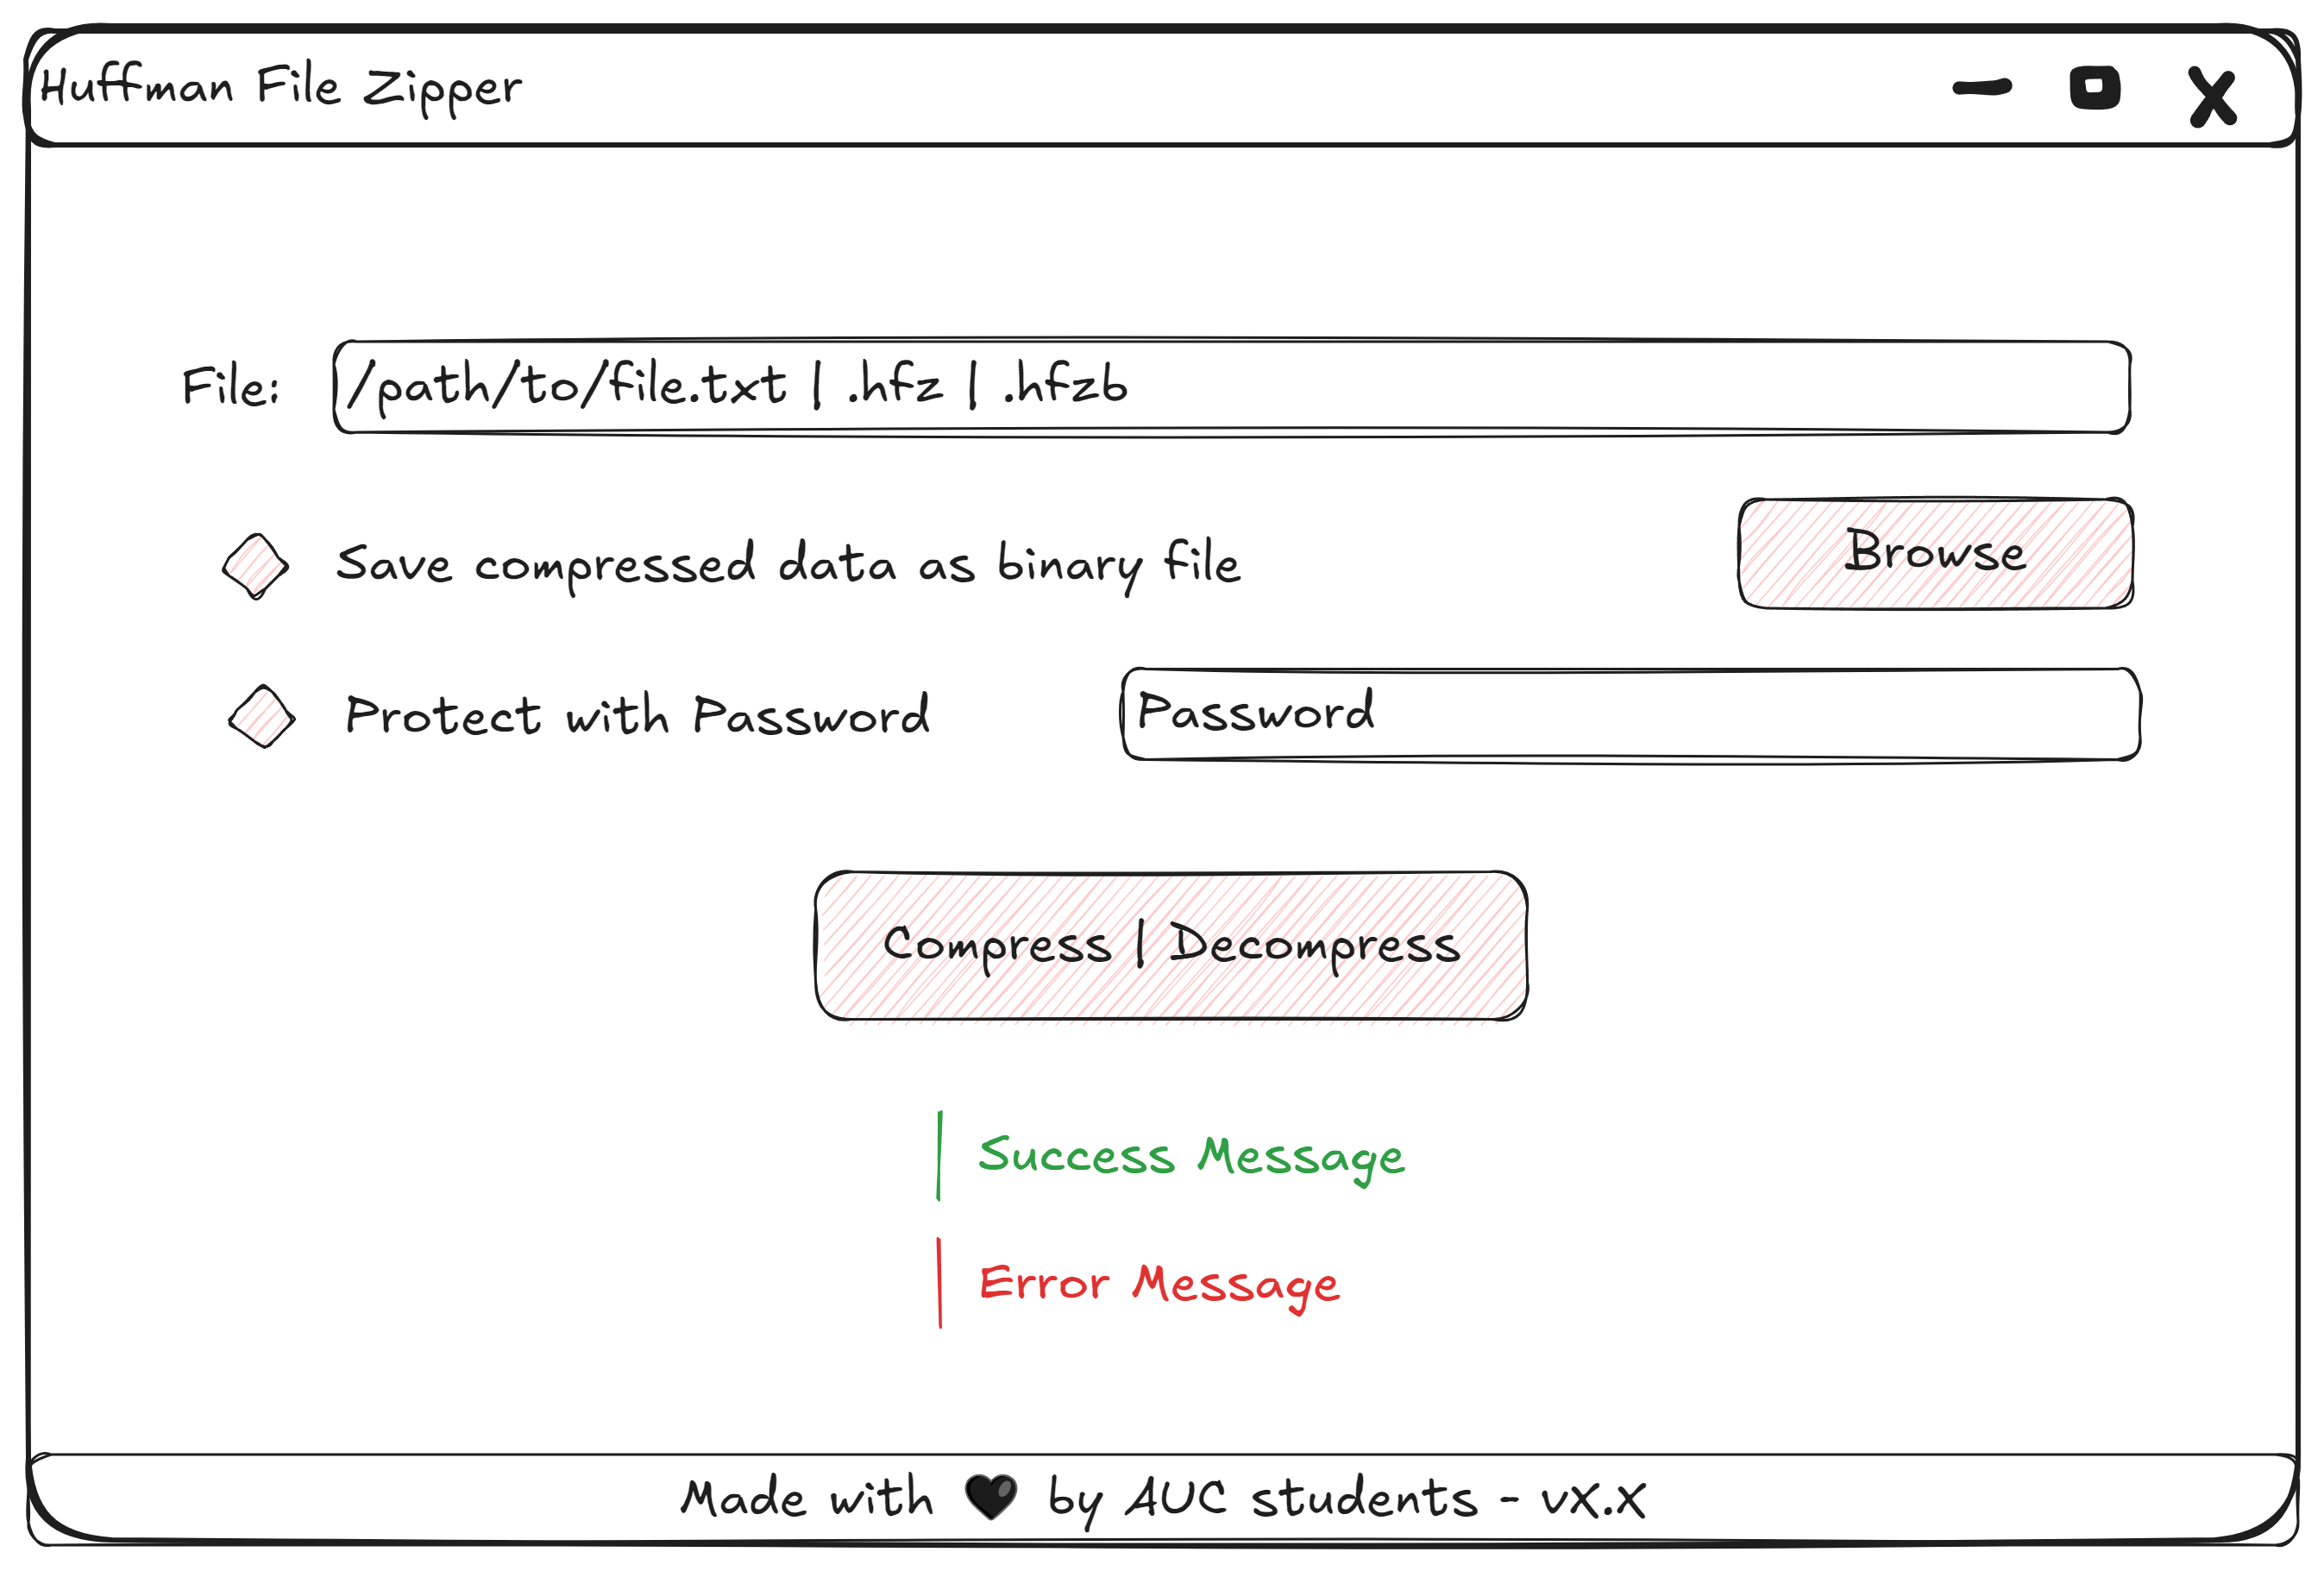 Huffman File Zipper
File: /path/to/file.txt | .hfz | .hfzb
Save compressed data as binary file
Browse
Protect with Password
Password
Compress | Decompress
Success Message
Error Message
Made with 🖤 by AUC students - vx.x